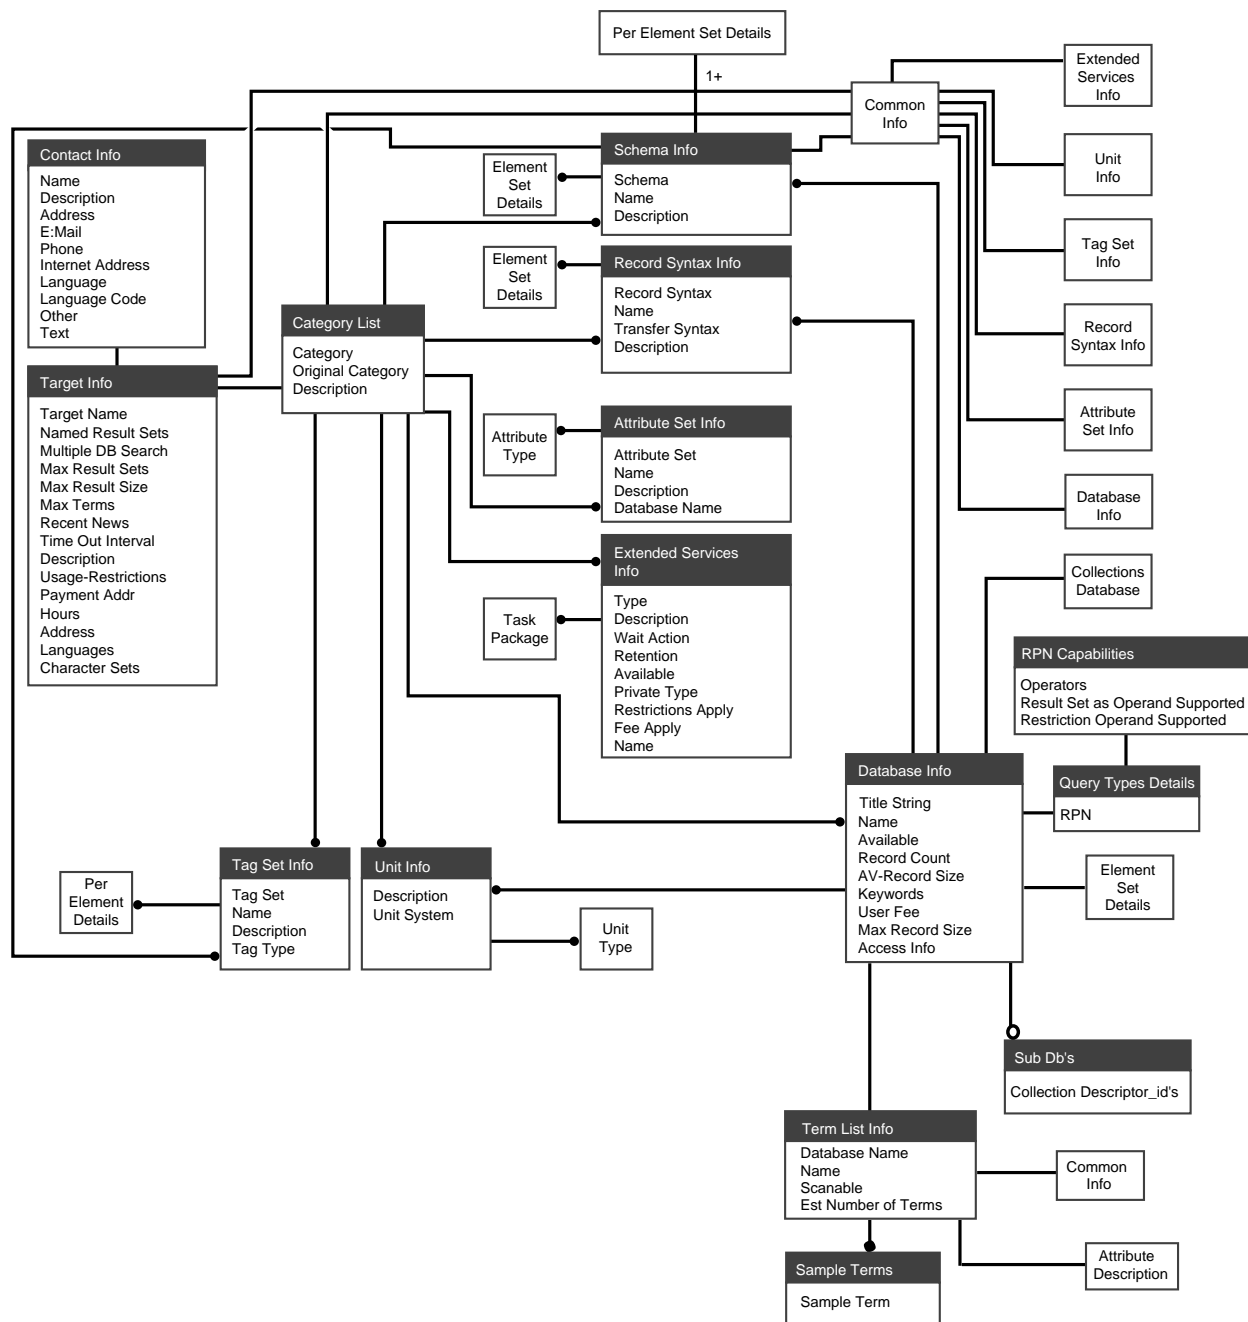 Per Element Set Details
1+
Common
Info
Extended
Services
Info
Unit
Info
Tag Set
Info
Record
Syntax Info
Attribute
Set Info
Database
Info
Collections
Database
Contact Info
Name
Description
Address
E:Mail
Phone
Internet Address
Language
Language Code
Other
Text
Element
Set
Details
Schema Info
Schema
Name
Description
Element
Set
Details
Record Syntax Info
Record Syntax
Name
Transfer Syntax
Description
Category List
Category
Original Category
Description
Target Info
Target Name
Named Result Sets
Multiple DB Search
Max Result Sets
Max Result Size
Max Terms
Recent News
Time Out Interval
Description
Usage-Restrictions
Payment Addr
Hours
Address
Languages
Character Sets
Attribute
Type
Attribute Set Info
Attribute Set
Name
Description
Database Name
Extended Services
Info
Type
Description
Wait Action
Retention
Available
Private Type
Restrictions Apply
Fee Apply
Name
Task
Package
RPN Capabilities
Operators
Result Set as Operand Supported
Restriction Operand Supported
Database Info
Title String
Name
Available
Record Count
AV-Record Size
Keywords
User Fee
Max Record Size
Access Info
Query Types Details
RPN
Element
Set
Details
Per
Element
Details
Tag Set Info
Tag Set
Name
Description
Tag Type
Unit Info
Description
Unit System
Unit
Type
Sub Db's
Collection Descriptor_id's
Term List Info
Database Name
Name
Scanable
Est Number of Terms
Common
Info
Attribute
Description
Sample Terms
Sample Term